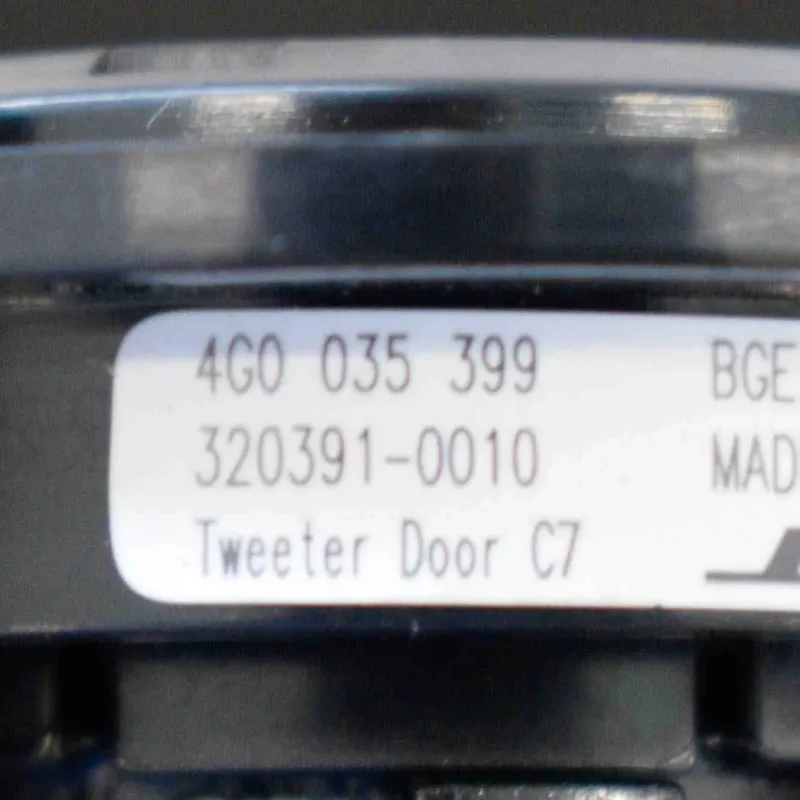 4G0 035 399 BGE
320391-0010 MAD
Tweeter Door C7